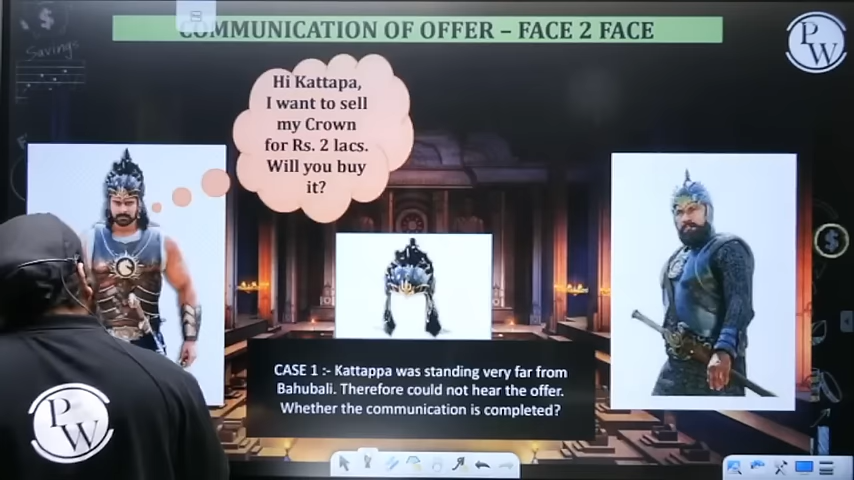 COMMUNICATION OF OFFER – FACE 2 FACE
PW
Savings
Hi Kattapa,
I want to sell
my Crown
for Rs. 2 lacs.
Will you buy
it?
CASE 1 :- Kattappa was standing very far from
Bahubali. Therefore could not hear the offer.
Whether the communication is completed?
PW